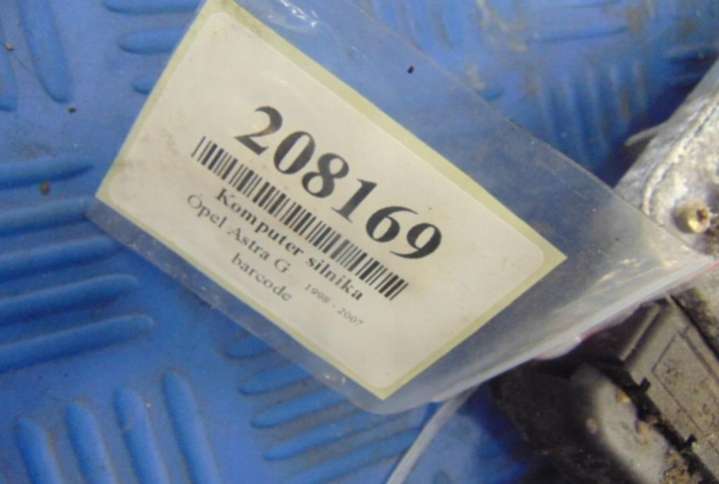 208169
Komputer silnika
Opel Astra G 1998 - 2007
barcode